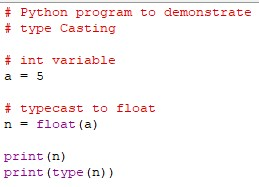 # Python program to demonstrate
# type Casting
# int variable
a = 5
# typecast to float
n = float(a)
print(n)
print(type(n))